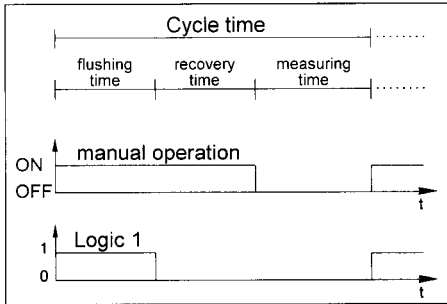 Cycle time
flushing time
recovery time
measuring time
manual operation
ON
OFF
t
Logic 1
1
0
t